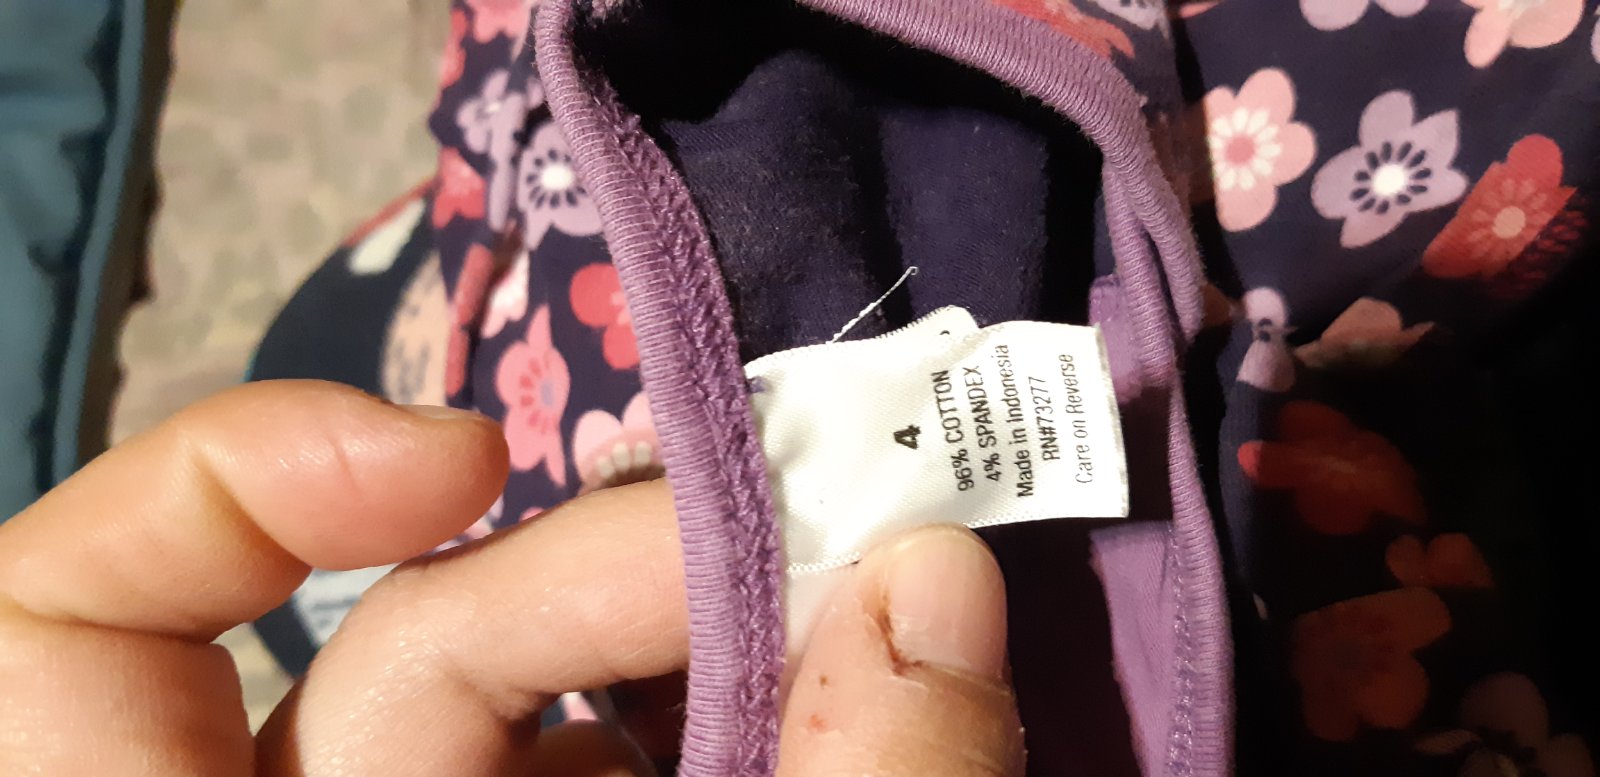 4
96% COTTON
4% SPANDEX
Made in Indonesia
RN#73277
Care on Reverse